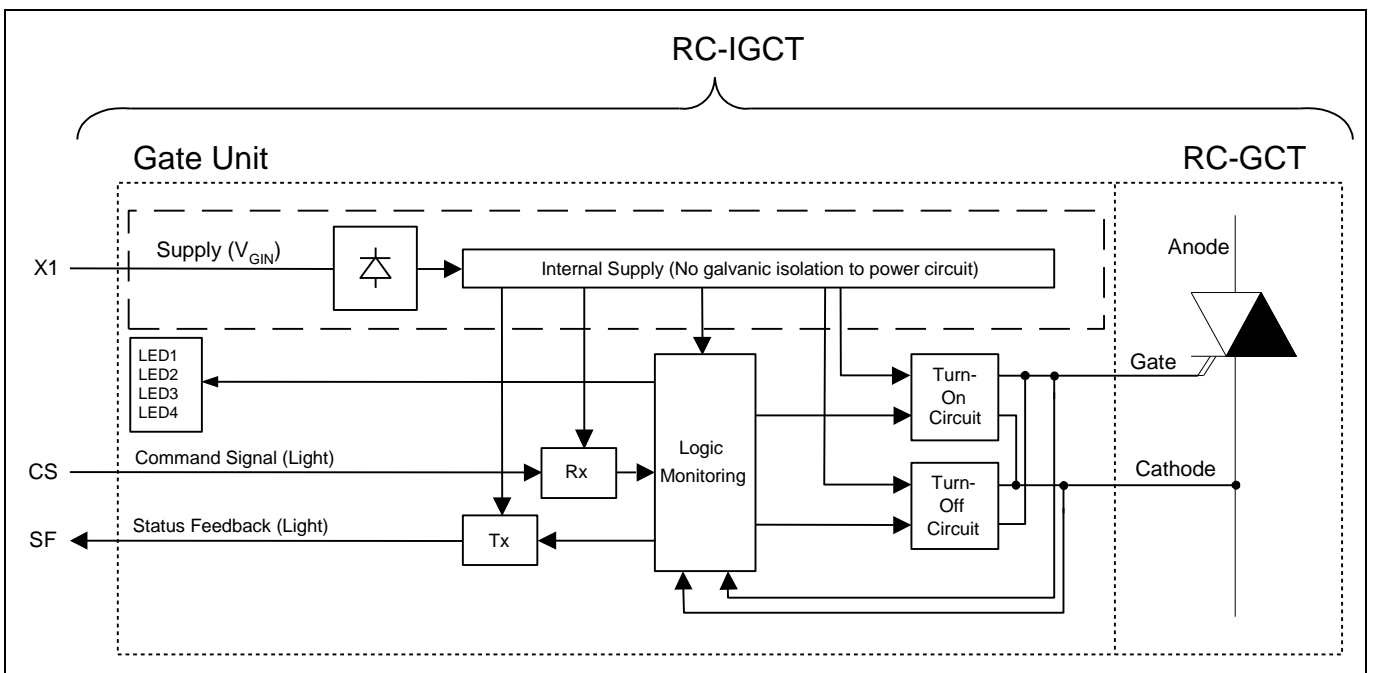 RC-IGCT
Gate Unit
RC-GCT
X1
Supply (VGIN)
Internal Supply (No galvanic isolation to power circuit)
Anode
LED1
LED2
LED3
LED4
Turn-
On
Circuit
Gate
Logic
Monitoring
CS
Command Signal (Light)
Rx
Turn-
Off
Circuit
Cathode
SF
Status Feedback (Light)
Tx